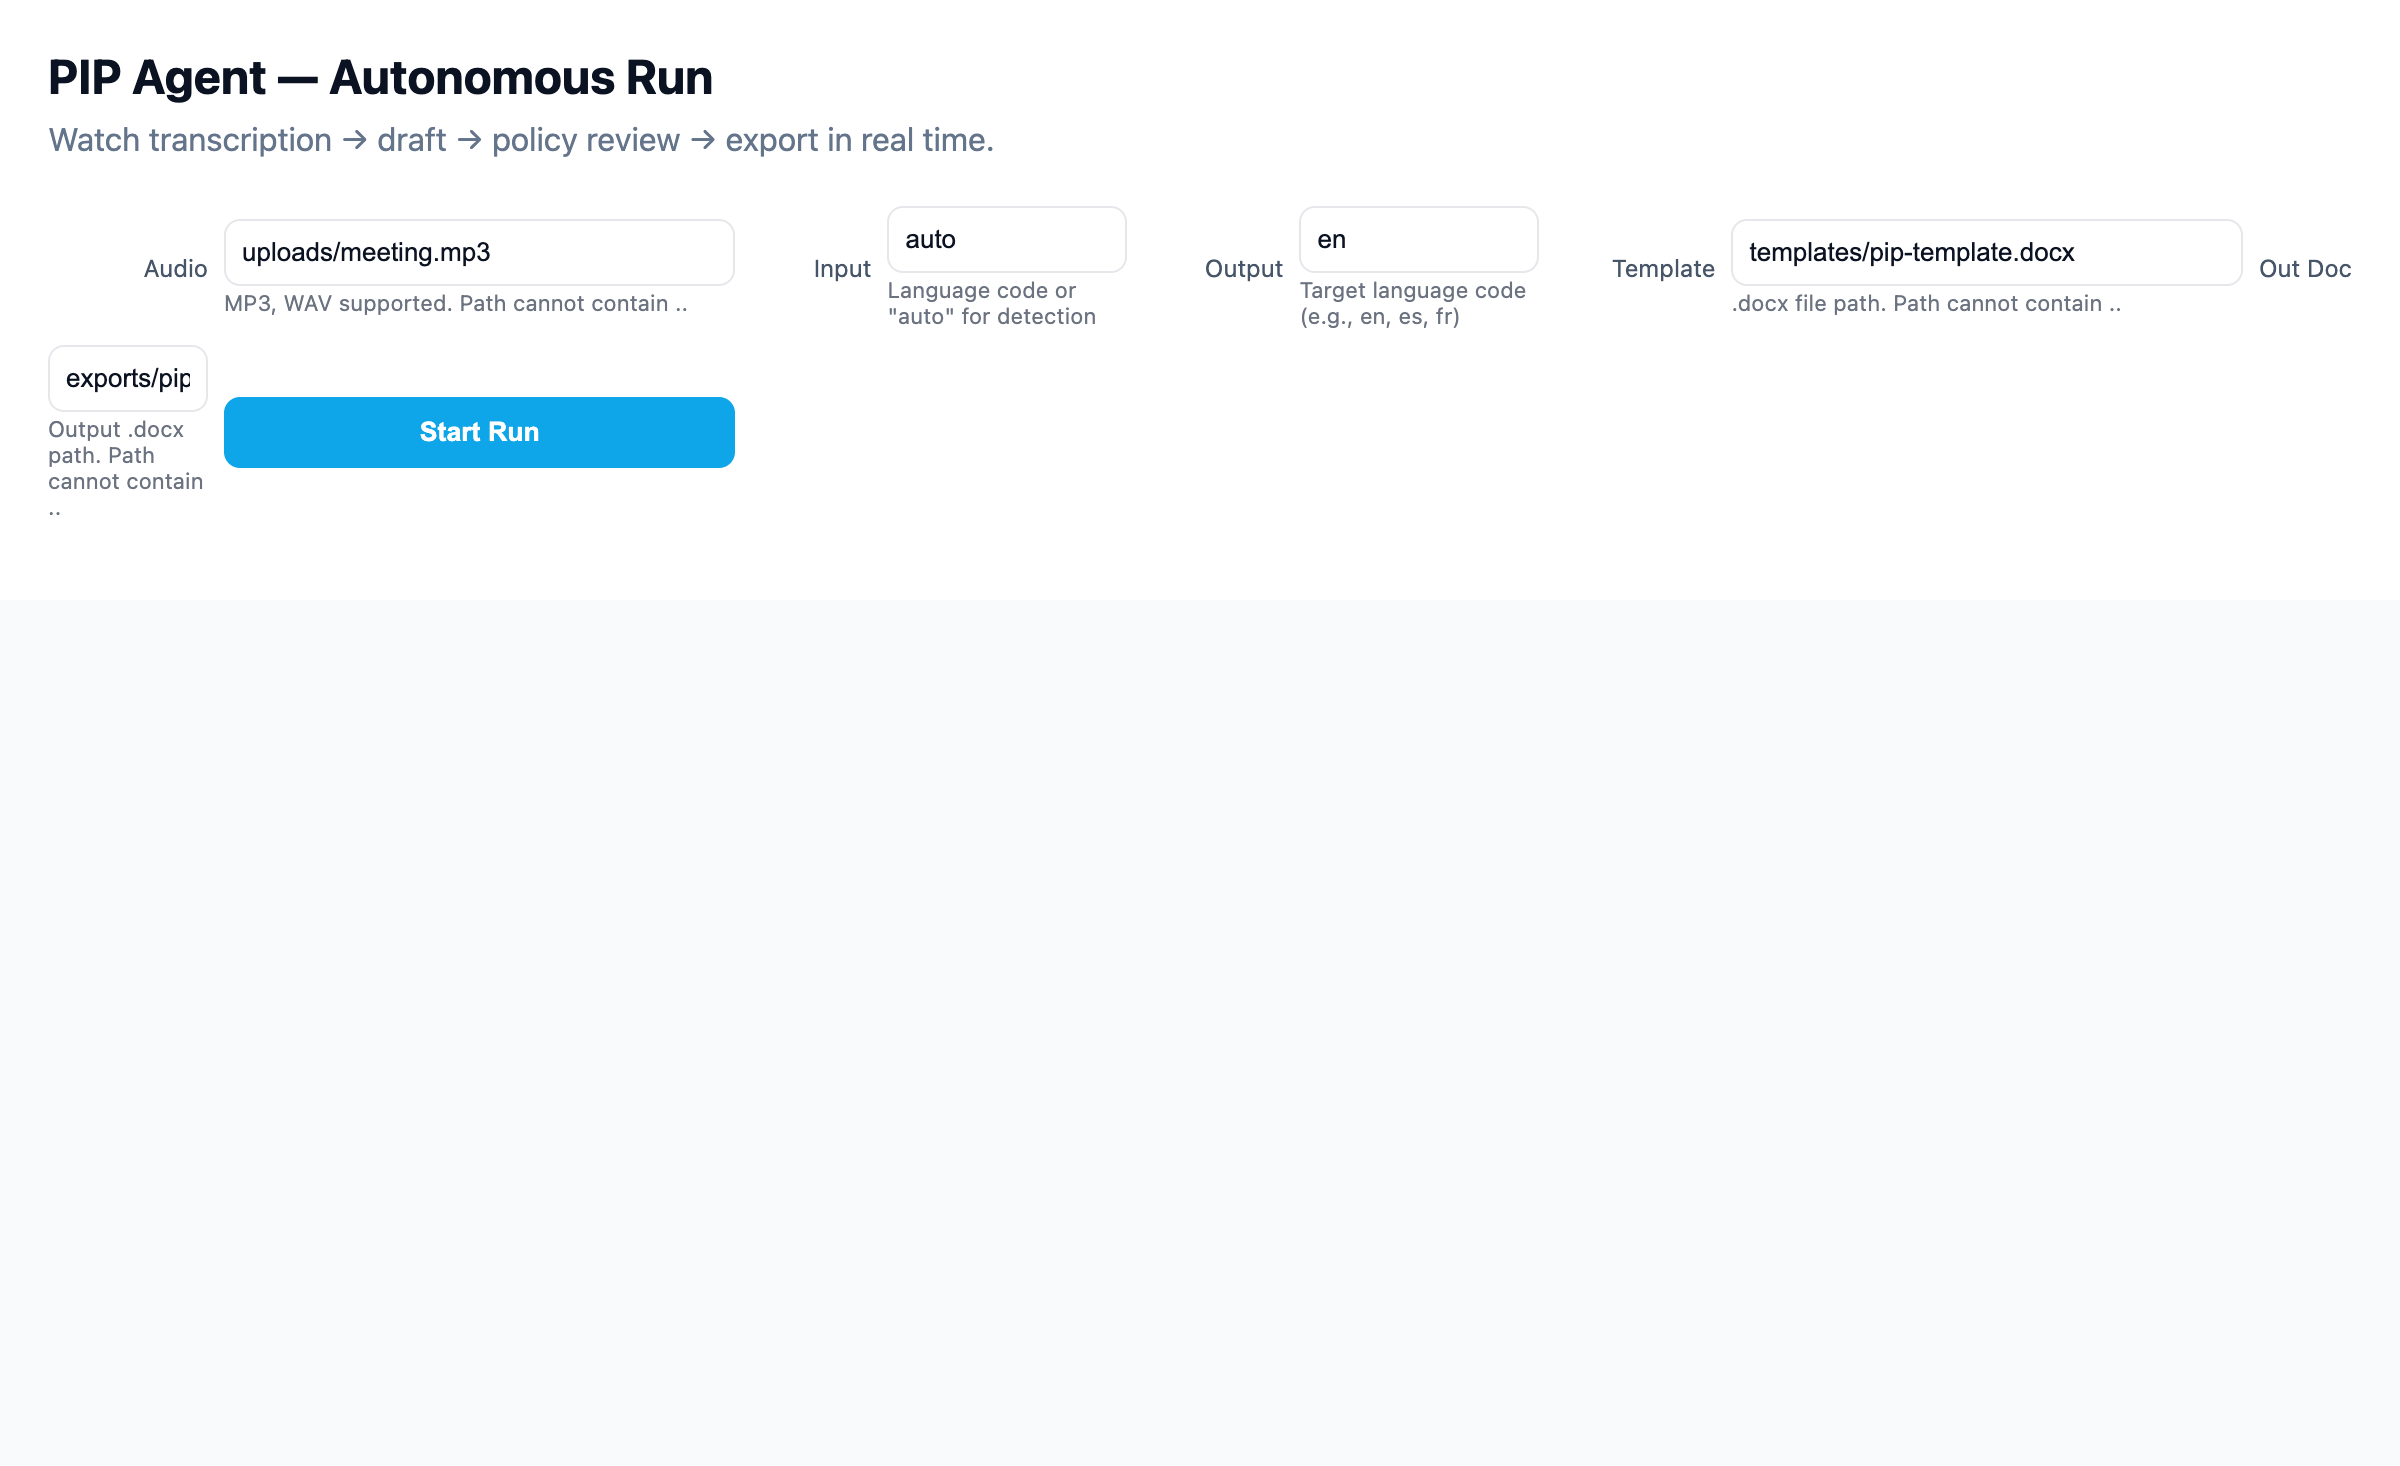 PIP Agent — Autonomous Run
Watch transcription → draft → policy review → export in real time.
Audio
uploads/meeting.mp3
MP3, WAV supported. Path cannot contain ..
Input
auto
Language code or
"auto" for detection
Output
en
Target language code
(e.g., en, es, fr)
Template
templates/pip-template.docx
.docx file path. Path cannot contain ..
Out Doc
exports/pip
Output .docx
path. Path
cannot contain
..
Start Run